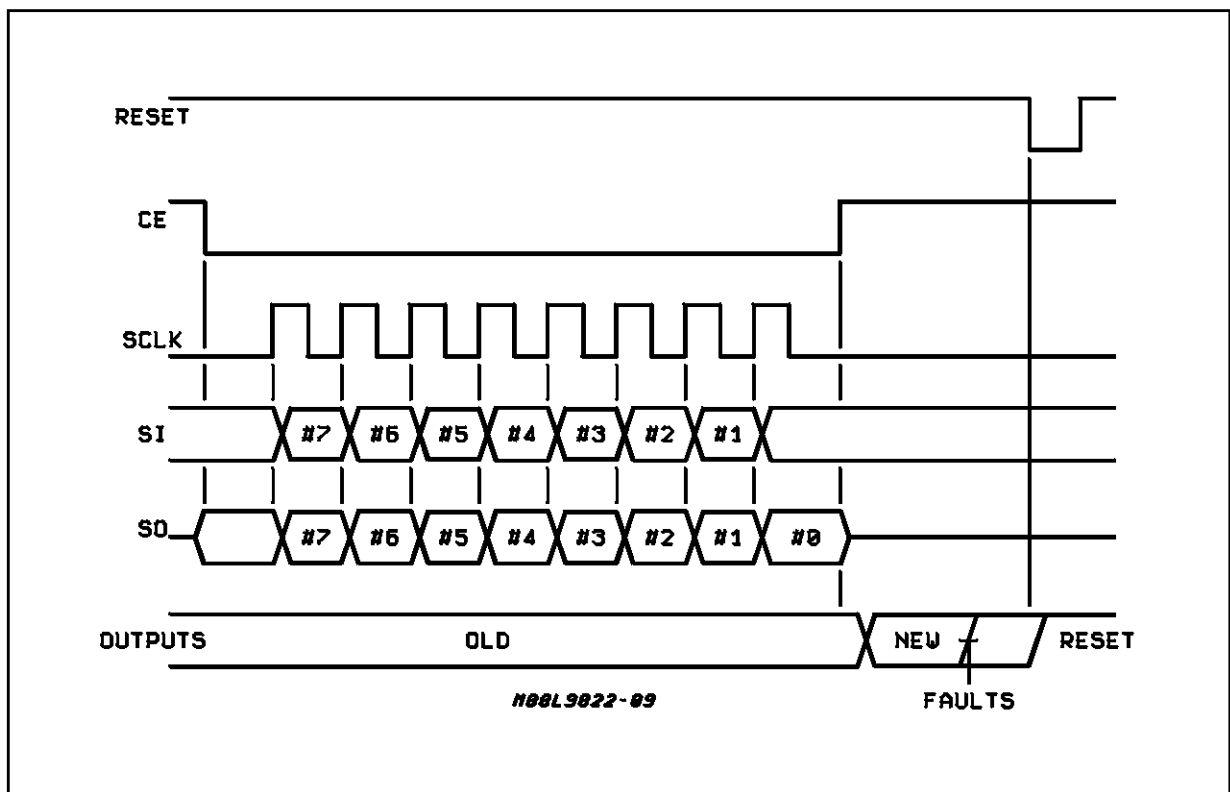 RESET
CE
SCLK
SI #7 #6 #5 #4 #3 #2 #1
SO #7 #6 #5 #4 #3 #2 #1 #0
OUTPUTS OLD NEW RESET
M88L9822-09 FAULTS